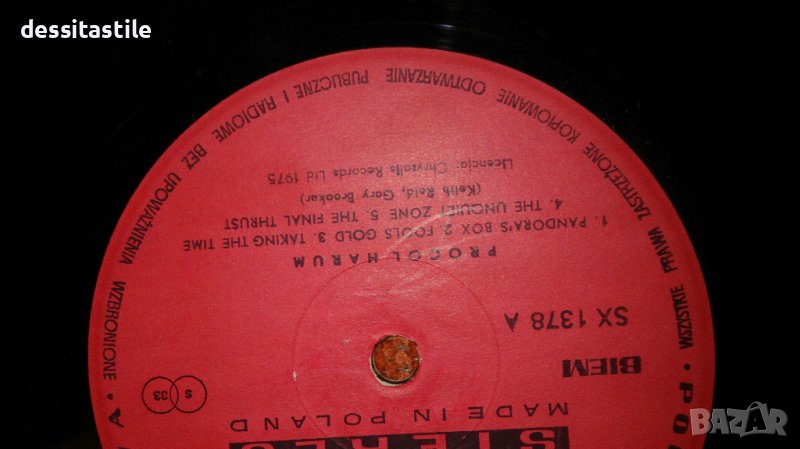 dessitastile
STEREO
MADE IN POLAND
BIEM
S 33
SX 1378 A
PROCOL HARUM
1. PANDORA'S BOX 2. FOOLS GOLD 3. TAKING THE TIME
4. THE UNQUIET ZONE 5. THE FINAL THRUST
(Keith Reid, Gary Brooker)
Licencja: Chrysalis Records Ltd 1975
WSZYSTKIE PRAWA ZASTRZEŻONE KOPIOWANIE ODTWARZANIE PUBLICZNE I RADIOWE BEZ UPOWAŻNIENIA WZBRONIONE
BAZAR